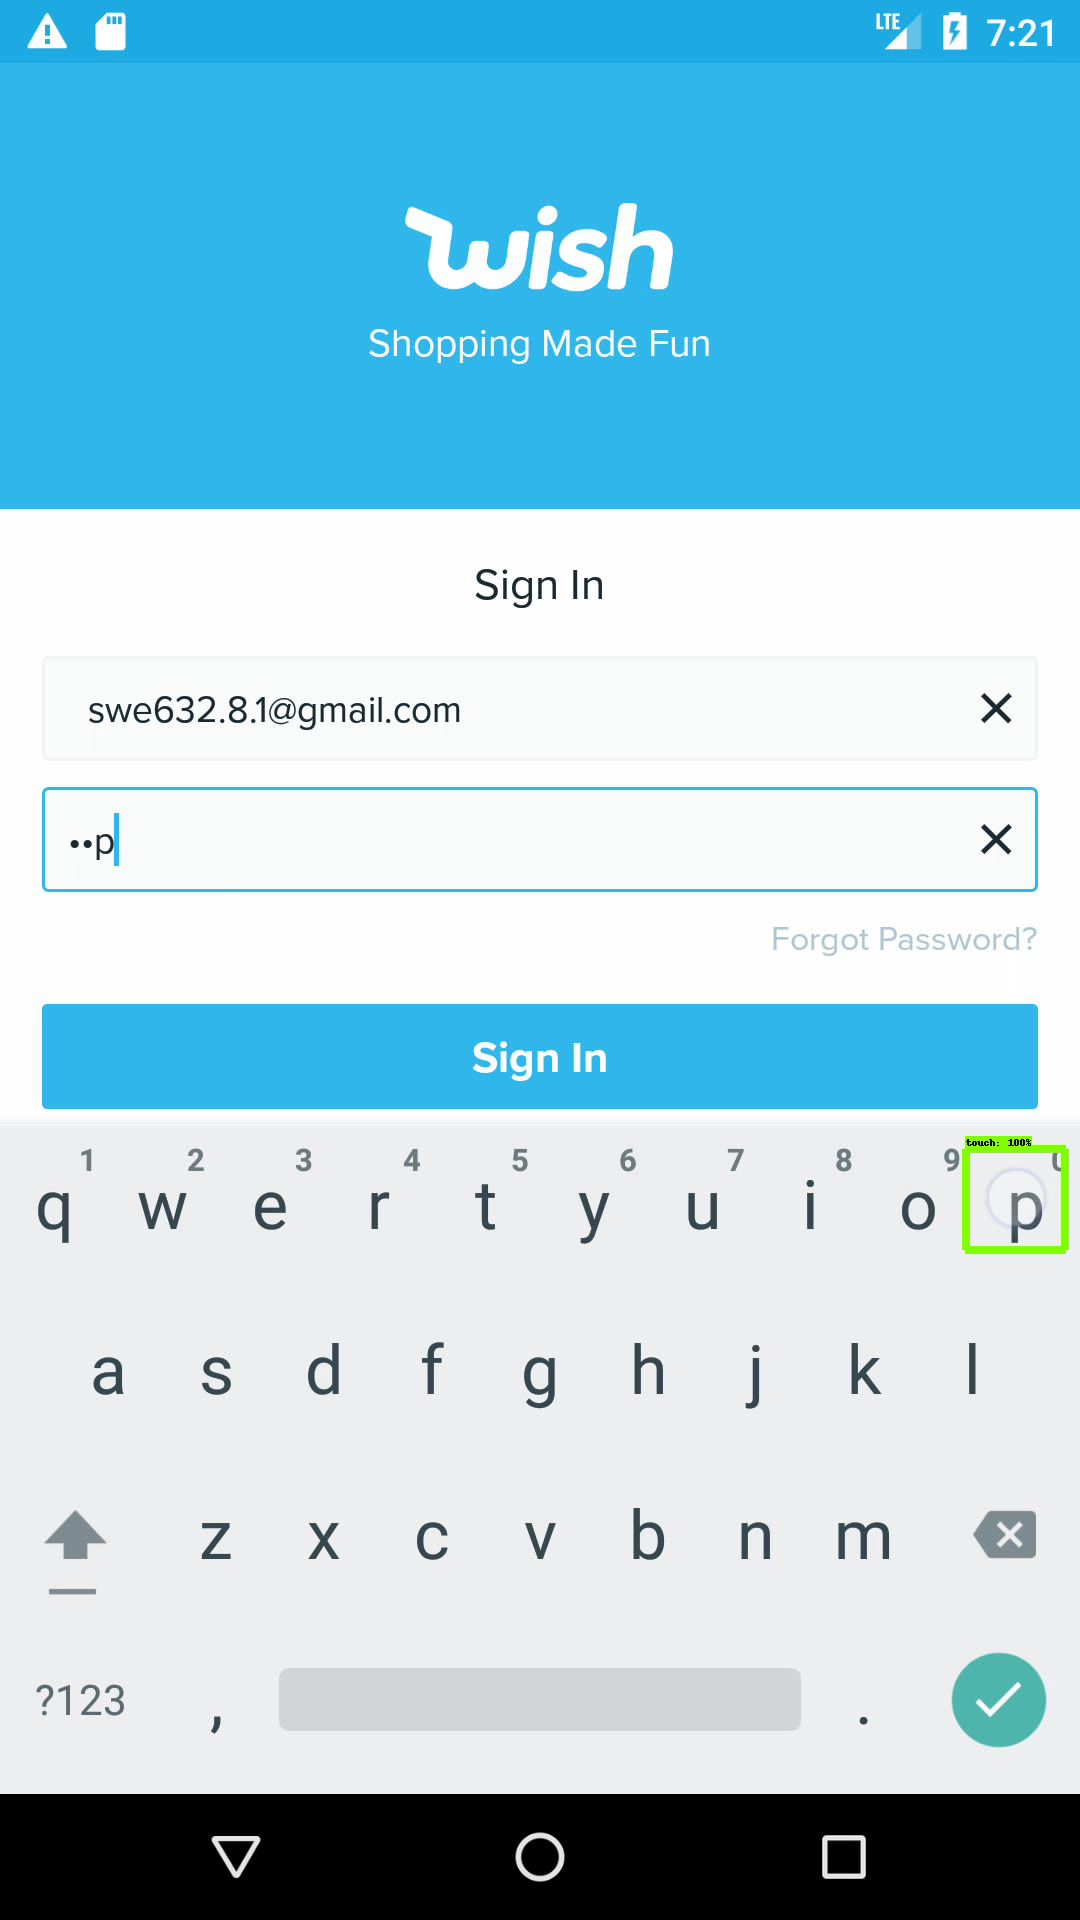 LTE 7:21
wish
Shopping Made Fun
Sign In
swe632.8.1@gmail.com
••p
Forgot Password?
Sign In
touch: 100%
1 2 3 4 5 6 7 8 9 0
q w e r t y u i o p
a s d f g h j k l
z x c v b n m
?123 , .